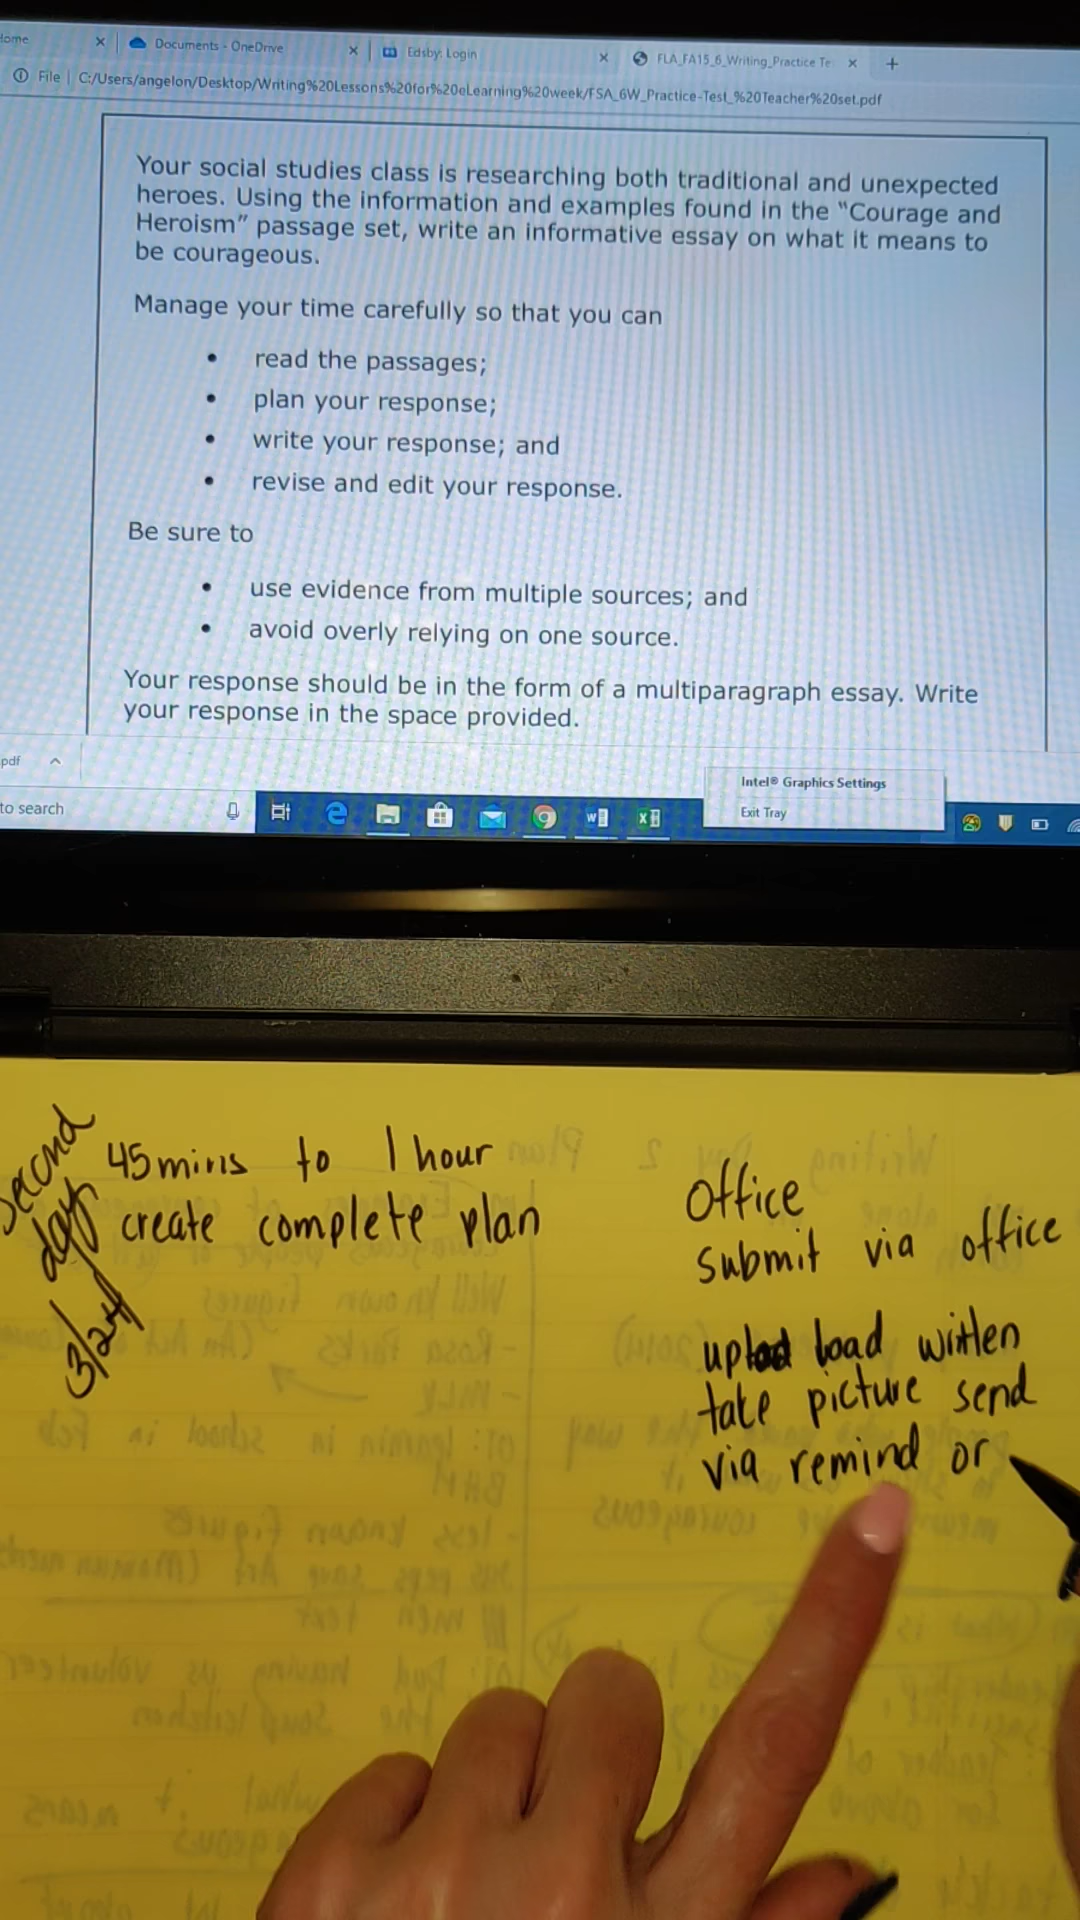 Documents - OneDrive
Edsby: Login
FLA_FA15_6_Writing_Practice Te
File | C:/Users/angelon/Desktop/Writing%20Lessons%20for%20eLearning%20week/FSA_6W_Practice-Test_%20Teacher%20set.pdf
Your social studies class is researching both traditional and unexpected
heroes. Using the information and examples found in the "Courage and
Heroism" passage set, write an informative essay on what it means to
be courageous.
Manage your time carefully so that you can
• read the passages;
• plan your response;
• write your response; and
• revise and edit your response.
Be sure to
• use evidence from multiple sources; and
• avoid overly relying on one source.
Your response should be in the form of a multiparagraph essay. Write
your response in the space provided.
pdf
Intel® Graphics Settings
Exit Tray
to search
Second
day
3/24
45 mins to 1 hour
create complete plan
Office
submit via office
load written
take picture send
via remind or